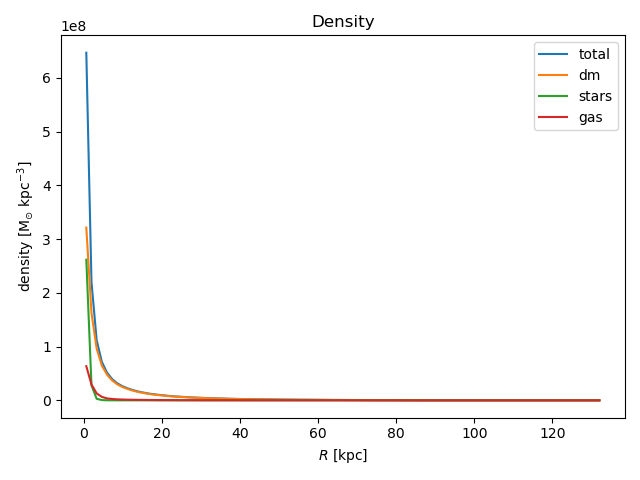 Density
1e8
total
dm
stars
gas
6
5
4
3
2
1
0
density [M⊙ kpc⁻³]
0 20 40 60 80 100 120
R [kpc]